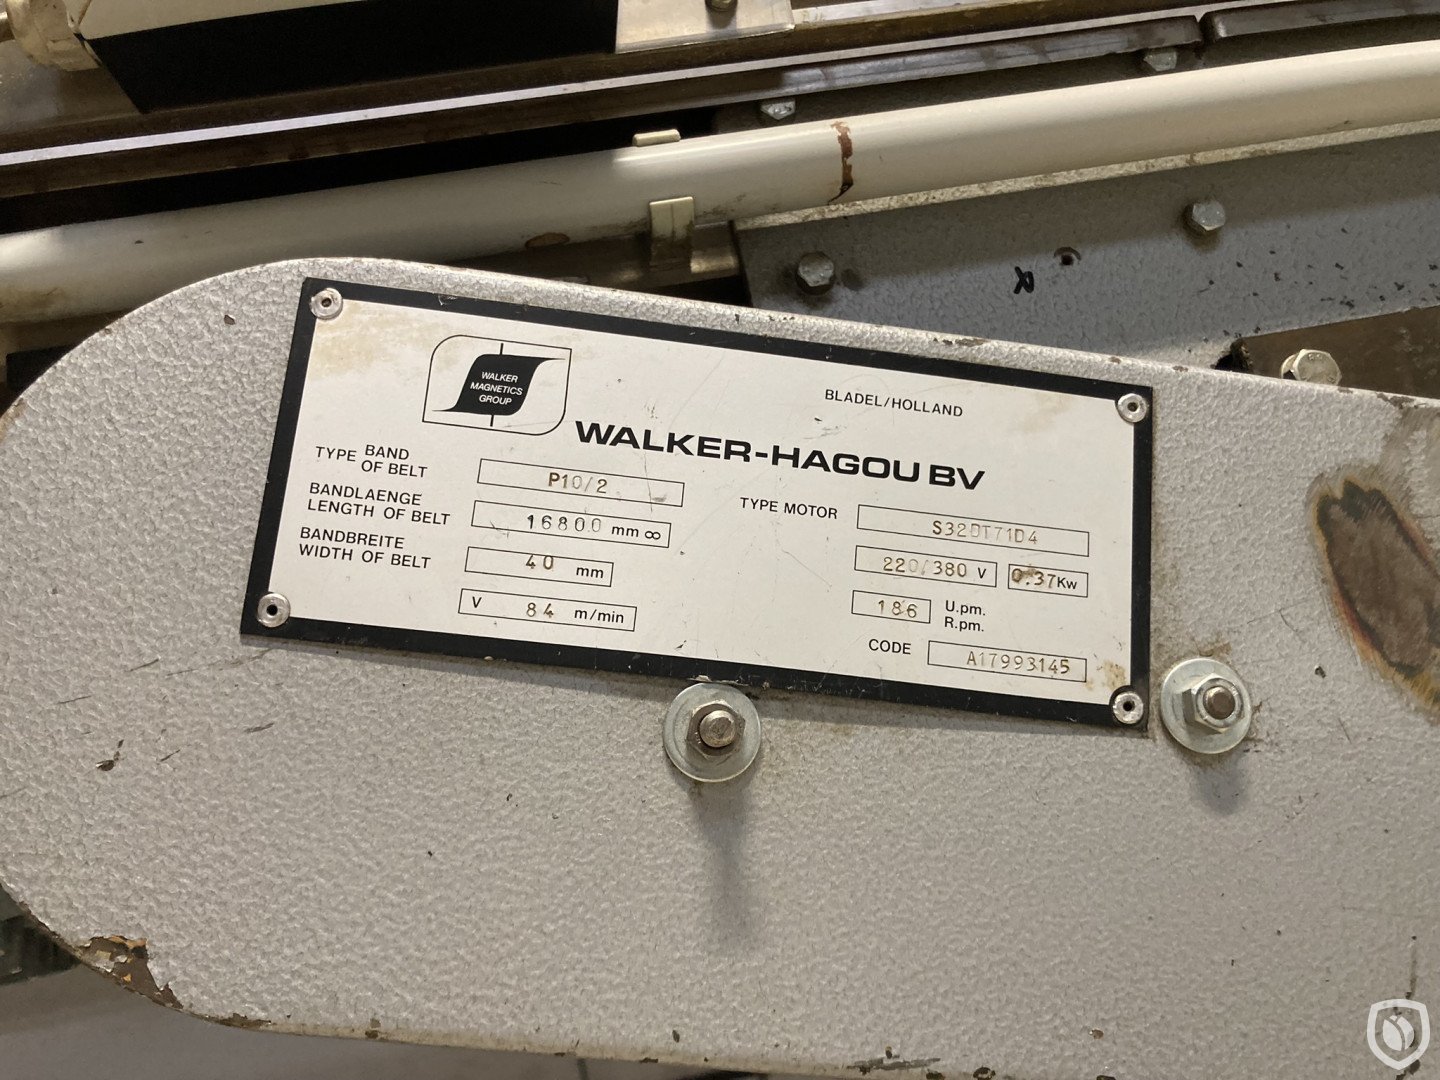 WALKER
MAGNETICS
GROUP
BLADEL/HOLLAND
WALKER-HAGOU BV
TYPE BAND
OF BELT P10/2
BANDLAENGE
LENGTH OF BELT 16800 mm ∞
BANDBREITE
WIDTH OF BELT 40 mm
V 84 m/min
TYPE MOTOR S32DT71D4
220/380 V 0.37Kw
186 U.pm.
R.pm.
CODE A17993145